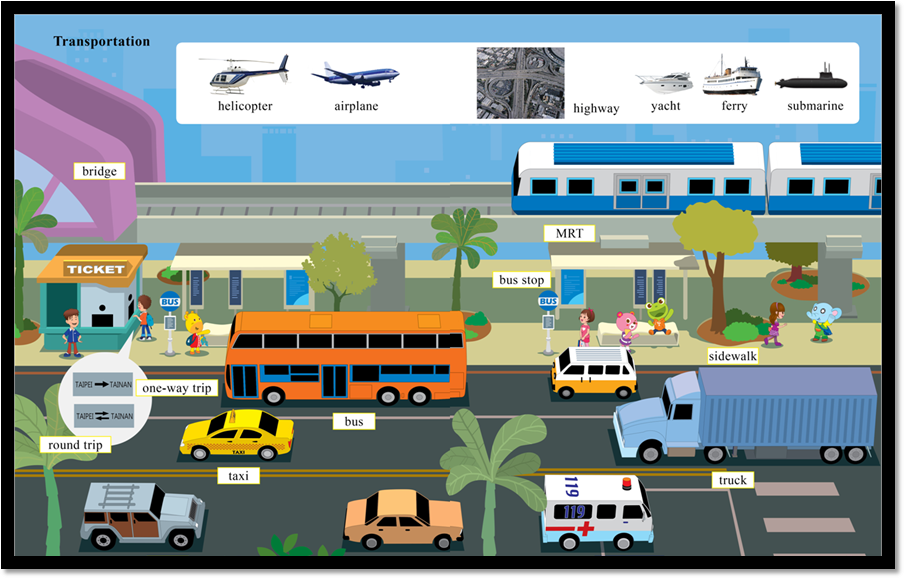 Transportation
helicopter
airplane
highway
yacht
ferry
submarine
bridge
MRT
TICKET
bus stop
BUS
BUS
sidewalk
TAIPEI → TAINAN
one-way trip
TAIPEI ⇄ TAINAN
bus
round trip
TAXI
taxi
truck
119
119